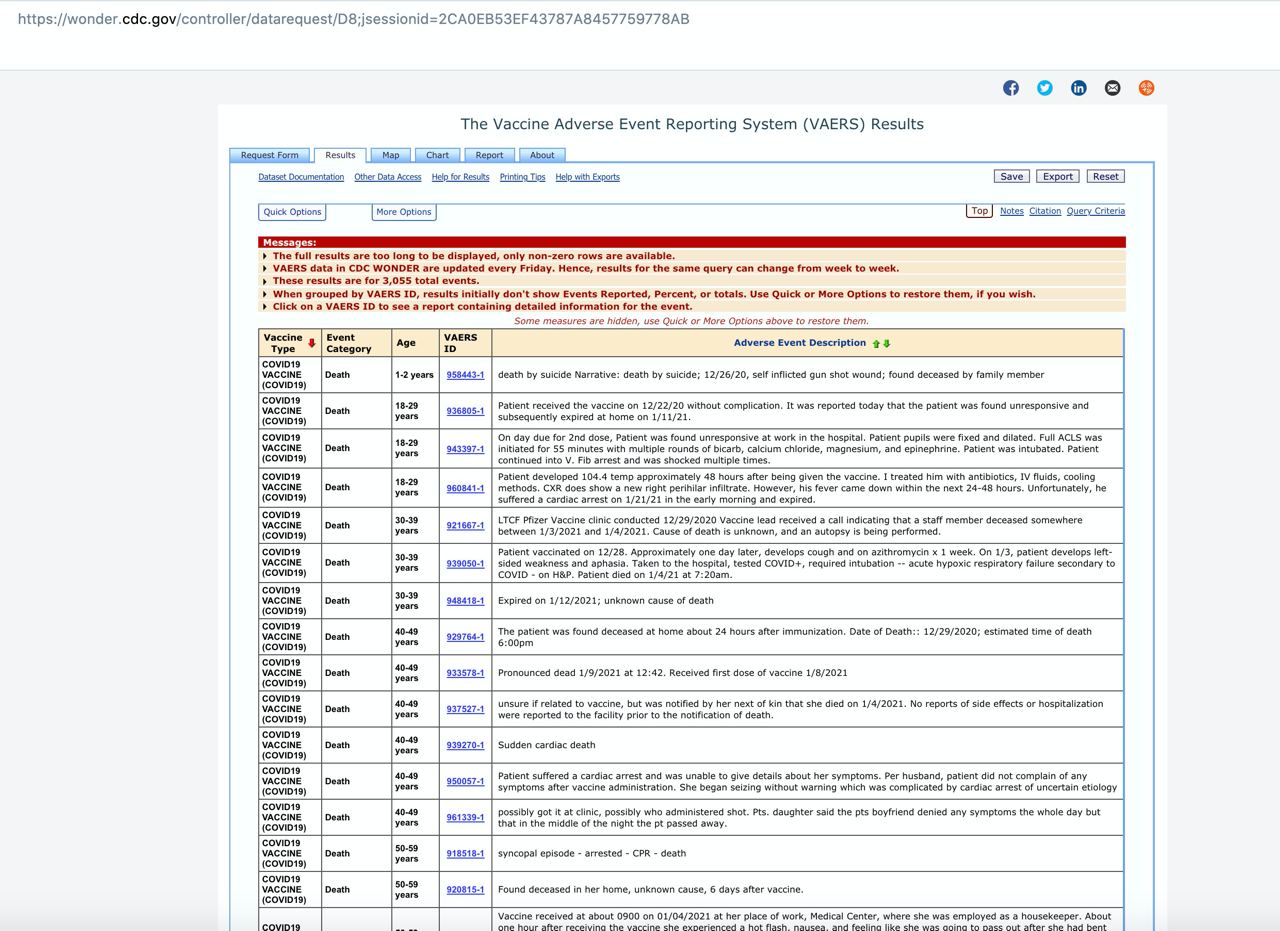 https://wonder.cdc.gov/controller/datarequest/D8;jsessionid=2CA0EB53EF43787A8457759778AB
The Vaccine Adverse Event Reporting System (VAERS) Results
Request Form Results Map Chart Report About
Dataset Documentation Other Data Access Help for Results Printing Tips Help with Exports Save Export Reset
Quick Options More Options Top Notes Citation Query Criteria
Messages:
The full results are too long to be displayed, only non-zero rows are available.
VAERS data in CDC WONDER are updated every Friday. Hence, results for the same query can change from week to week.
These results are for 3,055 total events.
When grouped by VAERS ID, results initially don't show Events Reported, Percent, or totals. Use Quick or More Options to restore them, if you wish.
Click on a VAERS ID to see a report containing detailed information for the event.
Some measures are hidden, use Quick or More Options above to restore them.
Vaccine
Type
Event
Category
Age
VAERS
ID
Adverse Event Description
COVID19
VACCINE
(COVID19)
Death
1-2 years
958443-1
death by suicide Narrative: death by suicide; 12/26/20, self inflicted gun shot wound; found deceased by family member
COVID19
VACCINE
(COVID19)
Death
18-29
years
936805-1
Patient received the vaccine on 12/22/20 without complication. It was reported today that the patient was found unresponsive and
subsequently expired at home on 1/11/21.
COVID19
VACCINE
(COVID19)
Death
18-29
years
943397-1
On day due for 2nd dose, Patient was found unresponsive at work in the hospital. Patient pupils were fixed and dilated. Full ACLS was
initiated for 55 minutes with multiple rounds of bicarb, calcium chloride, magnesium, and epinephrine. Patient was intubated. Patient
continued into V. Fib arrest and was shocked multiple times.
COVID19
VACCINE
(COVID19)
Death
18-29
years
960841-1
Patient developed 104.4 temp approximately 48 hours after being given the vaccine. I treated him with antibiotics, IV fluids, cooling
methods. CXR does show a new right perihilar infiltrate. However, his fever came down within the next 24-48 hours. Unfortunately, he
suffered a cardiac arrest on 1/21/21 in the early morning and expired.
COVID19
VACCINE
(COVID19)
Death
30-39
years
921667-1
LTCF Pfizer Vaccine clinic conducted 12/29/2020 Vaccine lead received a call indicating that a staff member deceased somewhere
between 1/3/2021 and 1/4/2021. Cause of death is unknown, and an autopsy is being performed.
COVID19
VACCINE
(COVID19)
Death
30-39
years
939050-1
Patient vaccinated on 12/28. Approximately one day later, develops cough and on azithromycin x 1 week. On 1/3, patient develops left-
sided weakness and aphasia. Taken to the hospital, tested COVID+, required intubation -- acute hypoxic respiratory failure secondary to
COVID - on H&P. Patient died on 1/4/21 at 7:20am.
COVID19
VACCINE
(COVID19)
Death
30-39
years
948418-1
Expired on 1/12/2021; unknown cause of death
COVID19
VACCINE
(COVID19)
Death
40-49
years
929764-1
The patient was found deceased at home about 24 hours after immunization. Date of Death:: 12/29/2020; estimated time of death
6:00pm
COVID19
VACCINE
(COVID19)
Death
40-49
years
933578-1
Pronounced dead 1/9/2021 at 12:42. Received first dose of vaccine 1/8/2021
COVID19
VACCINE
(COVID19)
Death
40-49
years
937527-1
unsure if related to vaccine, but was notified by her next of kin that she died on 1/4/2021. No reports of side effects or hospitalization
were reported to the facility prior to the notification of death.
COVID19
VACCINE
(COVID19)
Death
40-49
years
939270-1
Sudden cardiac death
COVID19
VACCINE
(COVID19)
Death
40-49
years
950057-1
Patient suffered a cardiac arrest and was unable to give details about her symptoms. Per husband, patient did not complain of any
symptoms after vaccine administration. She began seizing without warning which was complicated by cardiac arrest of uncertain etiology
COVID19
VACCINE
(COVID19)
Death
40-49
years
961339-1
possibly got it at clinic, possibly who administered shot. Pts. daughter said the pts boyfriend denied any symptoms the whole day but
that in the middle of the night the pt passed away.
COVID19
VACCINE
(COVID19)
Death
50-59
years
918518-1
syncopal episode - arrested - CPR - death
COVID19
VACCINE
(COVID19)
Death
50-59
years
920815-1
Found deceased in her home, unknown cause, 6 days after vaccine.
COVID19
Vaccine received at about 0900 on 01/04/2021 at her place of work, Medical Center, where she was employed as a housekeeper. About
one hour after receiving the vaccine she experienced a hot flash, nausea, and feeling like she was going to pass out after she had bent